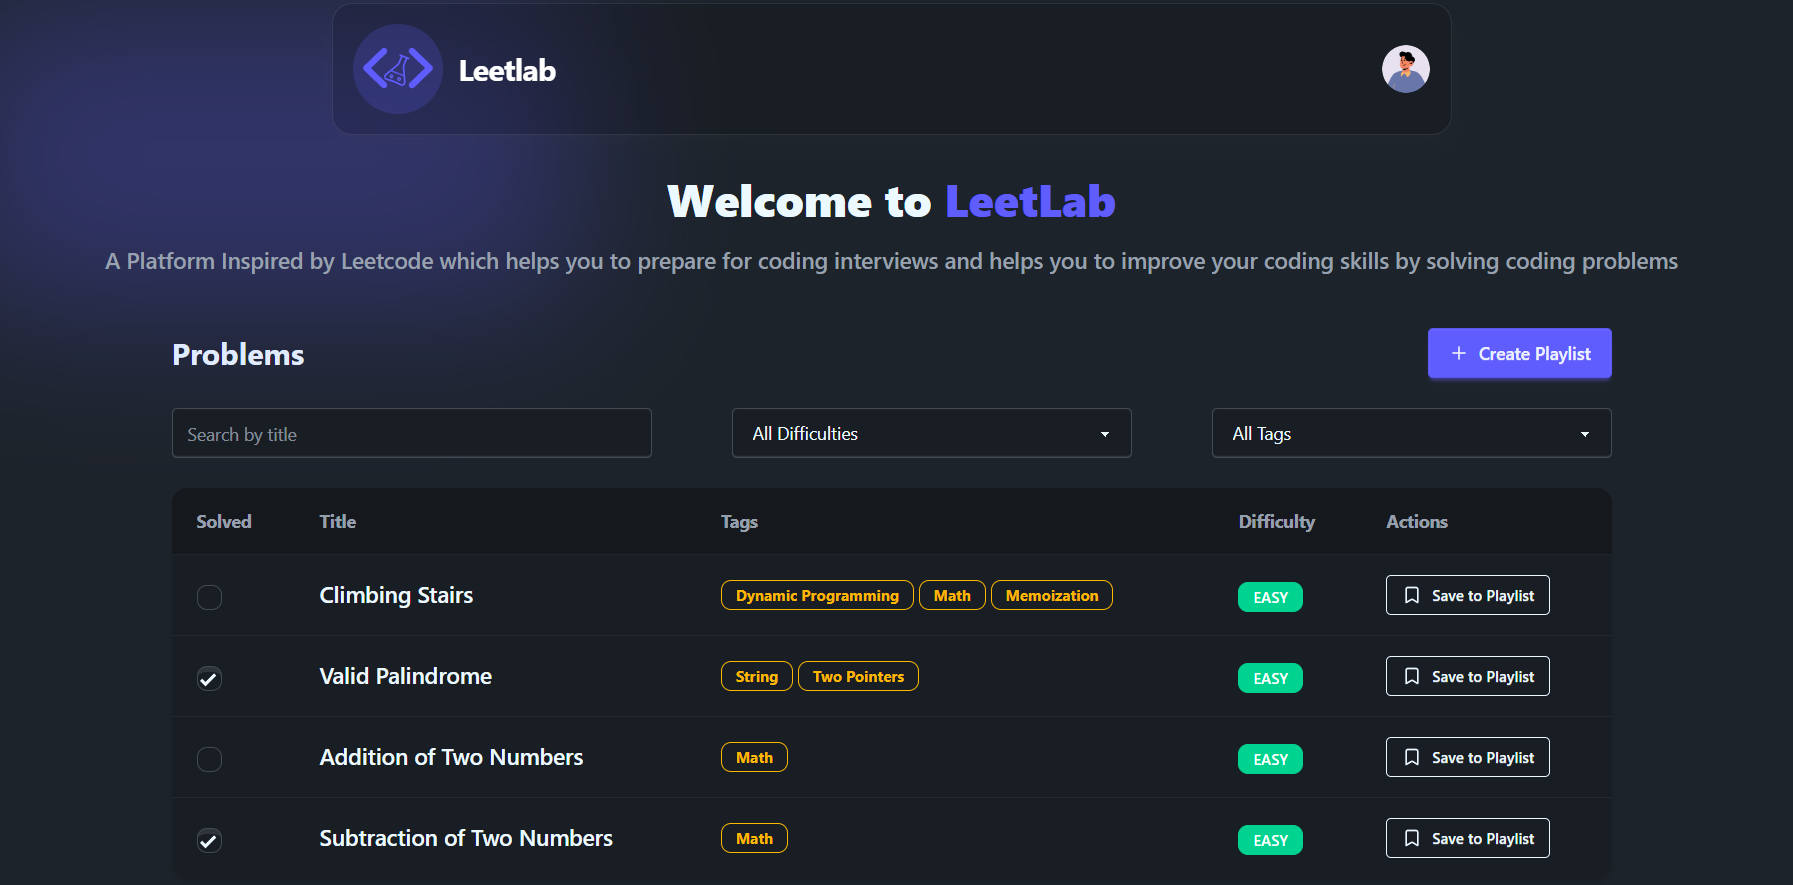 Leetlab
Welcome to LeetLab
A Platform Inspired by Leetcode which helps you to prepare for coding interviews and helps you to improve your coding skills by solving coding problems
Problems
+ Create Playlist
Search by title
All Difficulties
All Tags
Solved Title Tags Difficulty Actions
Climbing Stairs Dynamic Programming Math Memoization EASY Save to Playlist
Valid Palindrome String Two Pointers EASY Save to Playlist
Addition of Two Numbers Math EASY Save to Playlist
Subtraction of Two Numbers Math EASY Save to Playlist